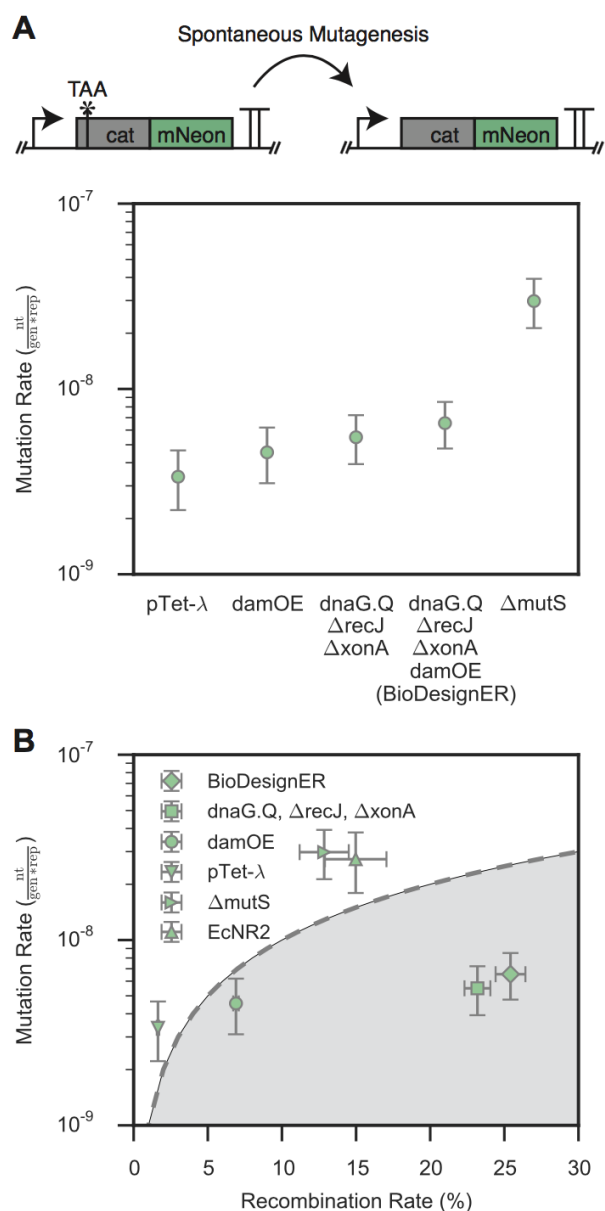 A
Spontaneous Mutagenesis
TAA
*
cat mNeon
cat mNeon
//
//
//
//
Mutation Rate (nt/gen*rep)
10⁻⁷
10⁻⁸
10⁻⁹
pTet-λ
damOE
dnaG.Q
ΔrecJ
ΔxonA
dnaG.Q
ΔrecJ
ΔxonA
damOE
(BioDesignER)
ΔmutS
B
Mutation Rate (nt/gen*rep)
10⁻⁷
10⁻⁸
10⁻⁹
BioDesignER
dnaG.Q, ΔrecJ, ΔxonA
damOE
pTet-λ
ΔmutS
EcNR2
0 5 10 15 20 25 30
Recombination Rate (%)